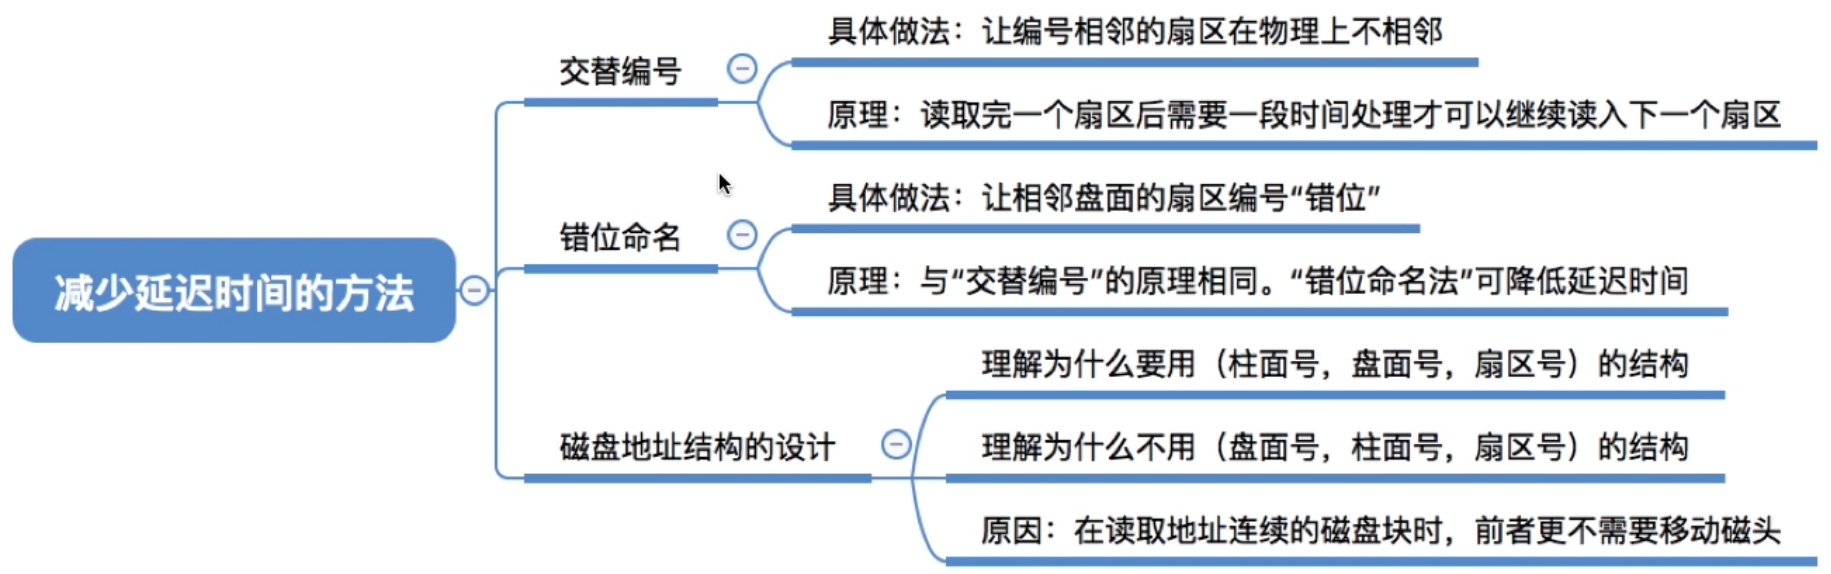 减少延迟时间的方法
交替编号
具体做法：让编号相邻的扇区在物理上不相邻
原理：读取完一个扇区后需要一段时间处理才可以继续读入下一个扇区
错位命名
具体做法：让相邻盘面的扇区编号“错位”
原理：与“交替编号”的原理相同。“错位命名法”可降低延迟时间
磁盘地址结构的设计
理解为什么要用（柱面号，盘面号，扇区号）的结构
理解为什么不用（盘面号，柱面号，扇区号）的结构
原因：在读取地址连续的磁盘块时，前者更不需要移动磁头